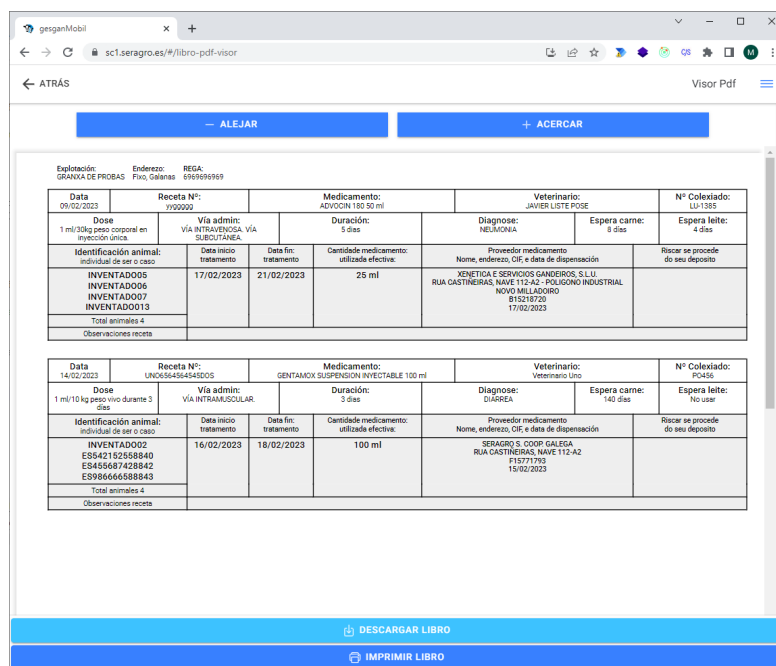 gesganMobil
sc1.seragro.es/#/libro-pdf-visor
M
ATRÁS
Visor Pdf
— ALEJAR
+ ACERCAR
Explotación: Enderezo: REGA:
GRANXA DE PROBAS Fixo, Galanas 6969696969
Data Receta Nº: Medicamento: Veterinario: Nº Colexiado:
09/02/2023 yygggggg ADVOCIN 180 50 ml JAVIER LISTE POSE LU-1385
Dose Vía admin: Duración: Diagnose: Espera carne: Espera leite:
1 ml/30kg peso corporal en VÍA INTRAVENOSA. VÍA 5 dias NEUMONIA 8 días 4 días
inyección única. SUBCUTÁNEA.
Identificación animal: Data inicio Data fin: Cantidade medicamento: Proveedor medicamento Riscar se procede
individual de ser o caso tratamento tratamento utilizada efectiva: Nome, enderezo, CIF, e data de dispensación do seu deposito
INVENTADO05 17/02/2023 21/02/2023 25 ml XENETICA E SERVICIOS GANDEIROS, S.L.U.
INVENTADO06 RUA CASTIÑEIRAS, NAVE 112-A2 - POLIGONO INDUSTRIAL
INVENTADO07 NOVO MILLADOIRO
INVENTADO013 B15218720
17/02/2023
Total animales 4
Observaciones receta
Data Receta Nº: Medicamento: Veterinario: Nº Colexiado:
14/02/2023 UNO6564564545DOS GENTAMOX SUSPENSION INYECTABLE 100 ml Veterinario Uno PO456
Dose Vía admin: Duración: Diagnose: Espera carne: Espera leite:
1 ml/10 kg peso vivo durante 3 VÍA INTRAMUSCULAR. 3 dias DIARREA 140 días No usar
días
Identificación animal: Data inicio Data fin: Cantidade medicamento: Proveedor medicamento Riscar se procede
individual de ser o caso tratamento tratamento utilizada efectiva: Nome, enderezo, CIF, e data de dispensación do seu deposito
INVENTADO02 16/02/2023 18/02/2023 100 ml SERAGRO S. COOP. GALEGA
ES542152558840 RUA CASTIÑEIRAS, NAVE 112-A2
ES455687428842 F15771793
ES986666588843 15/02/2023
Total animales 4
Observaciones receta
DESCARGAR LIBRO
IMPRIMIR LIBRO